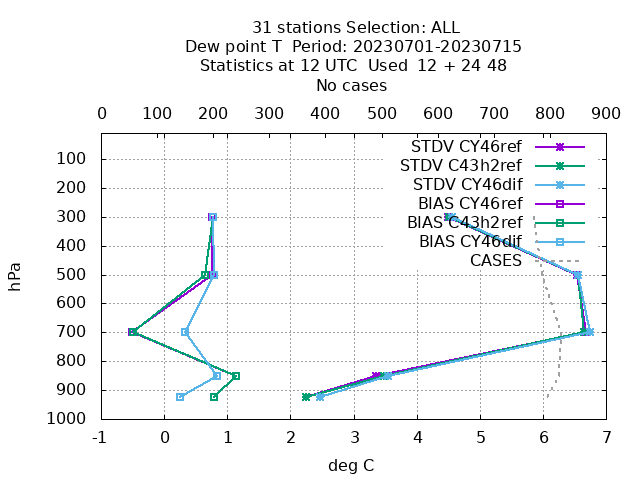 31 stations Selection: ALL
Dew point T  Period: 20230701-20230715
Statistics at 12 UTC  Used  12 + 24 48
No cases
0 100 200 300 400 500 600 700 800 900
STDV CY46ref
STDV C43h2ref
STDV CY46dif
BIAS CY46ref
BIAS C43h2ref
BIAS CY46dif
CASES
hPa
100
200
300
400
500
600
700
800
900
1000
-1 0 1 2 3 4 5 6 7
deg C